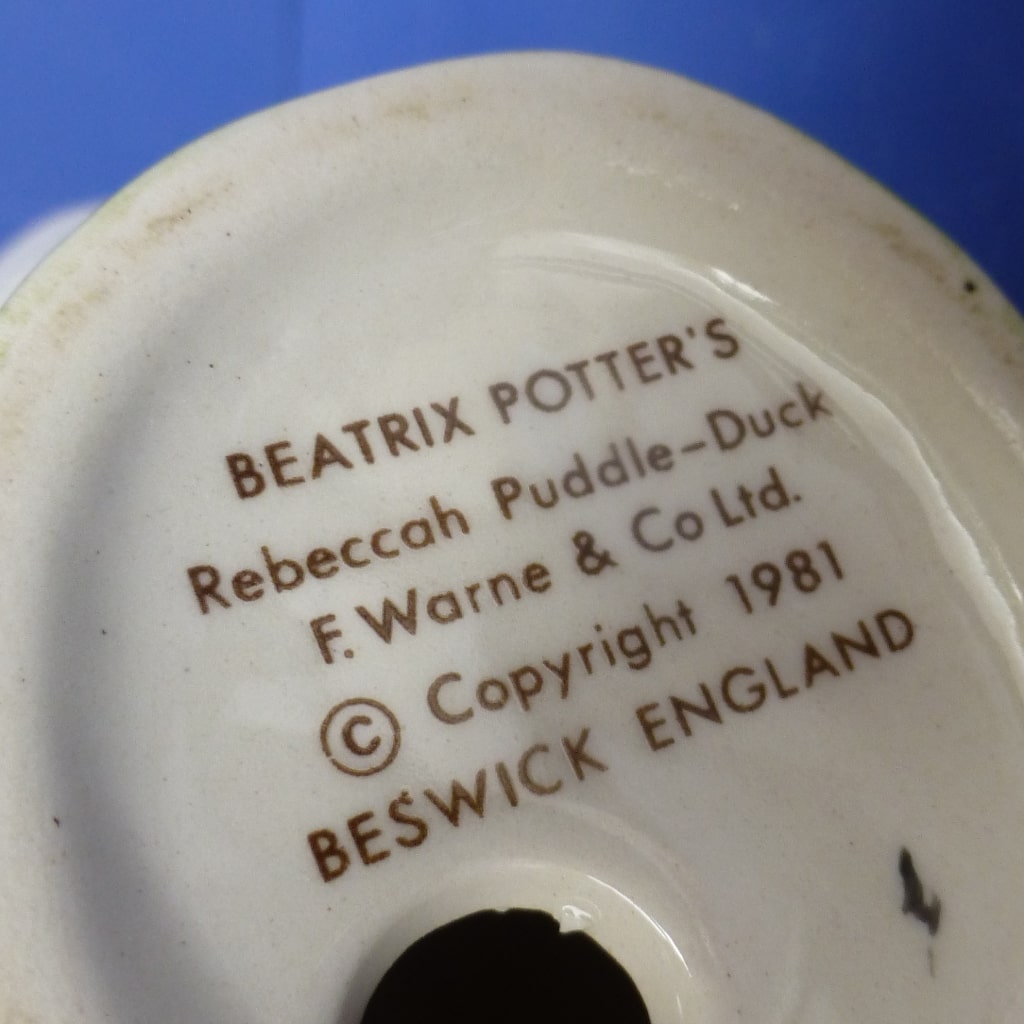 BEATRIX POTTER'S
Rebeccah Puddle-Duck
F. Warne & Co Ltd.
© Copyright 1981
BESWICK ENGLAND